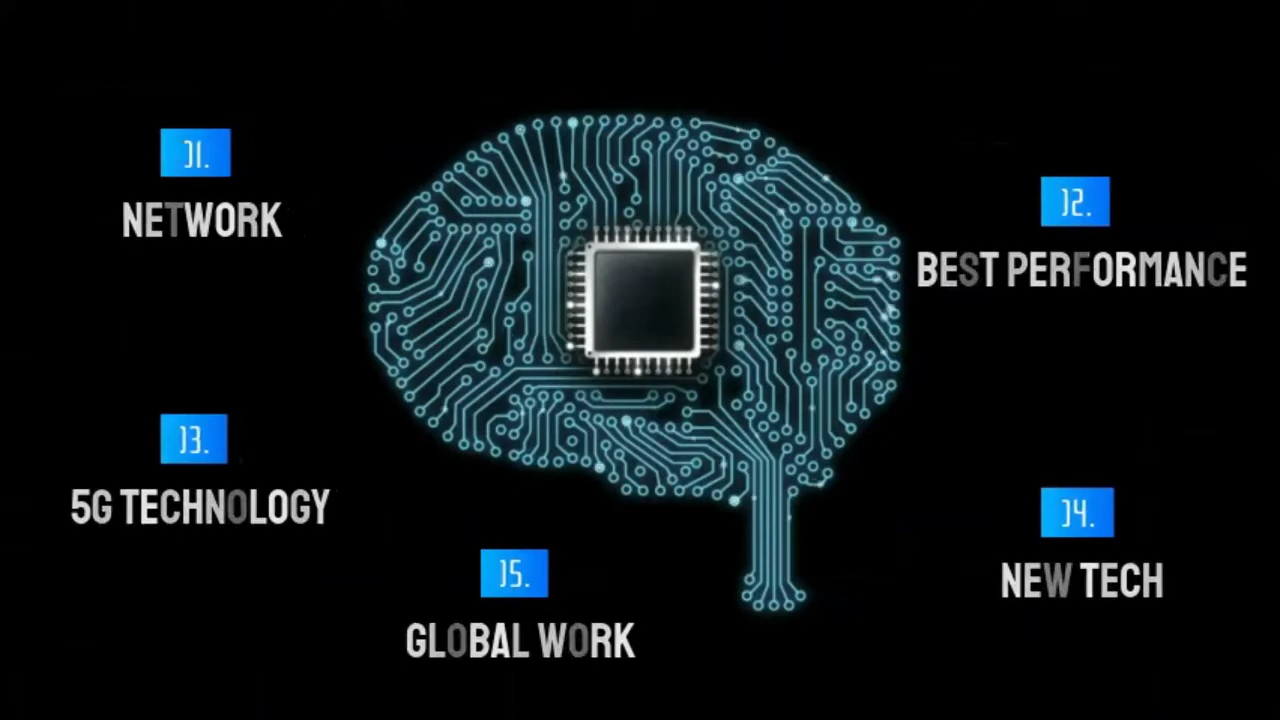 01.
NETWORK
02.
BEST PERFORMANCE
03.
5G TECHNOLOGY
04.
NEW TECH
05.
GLOBAL WORK